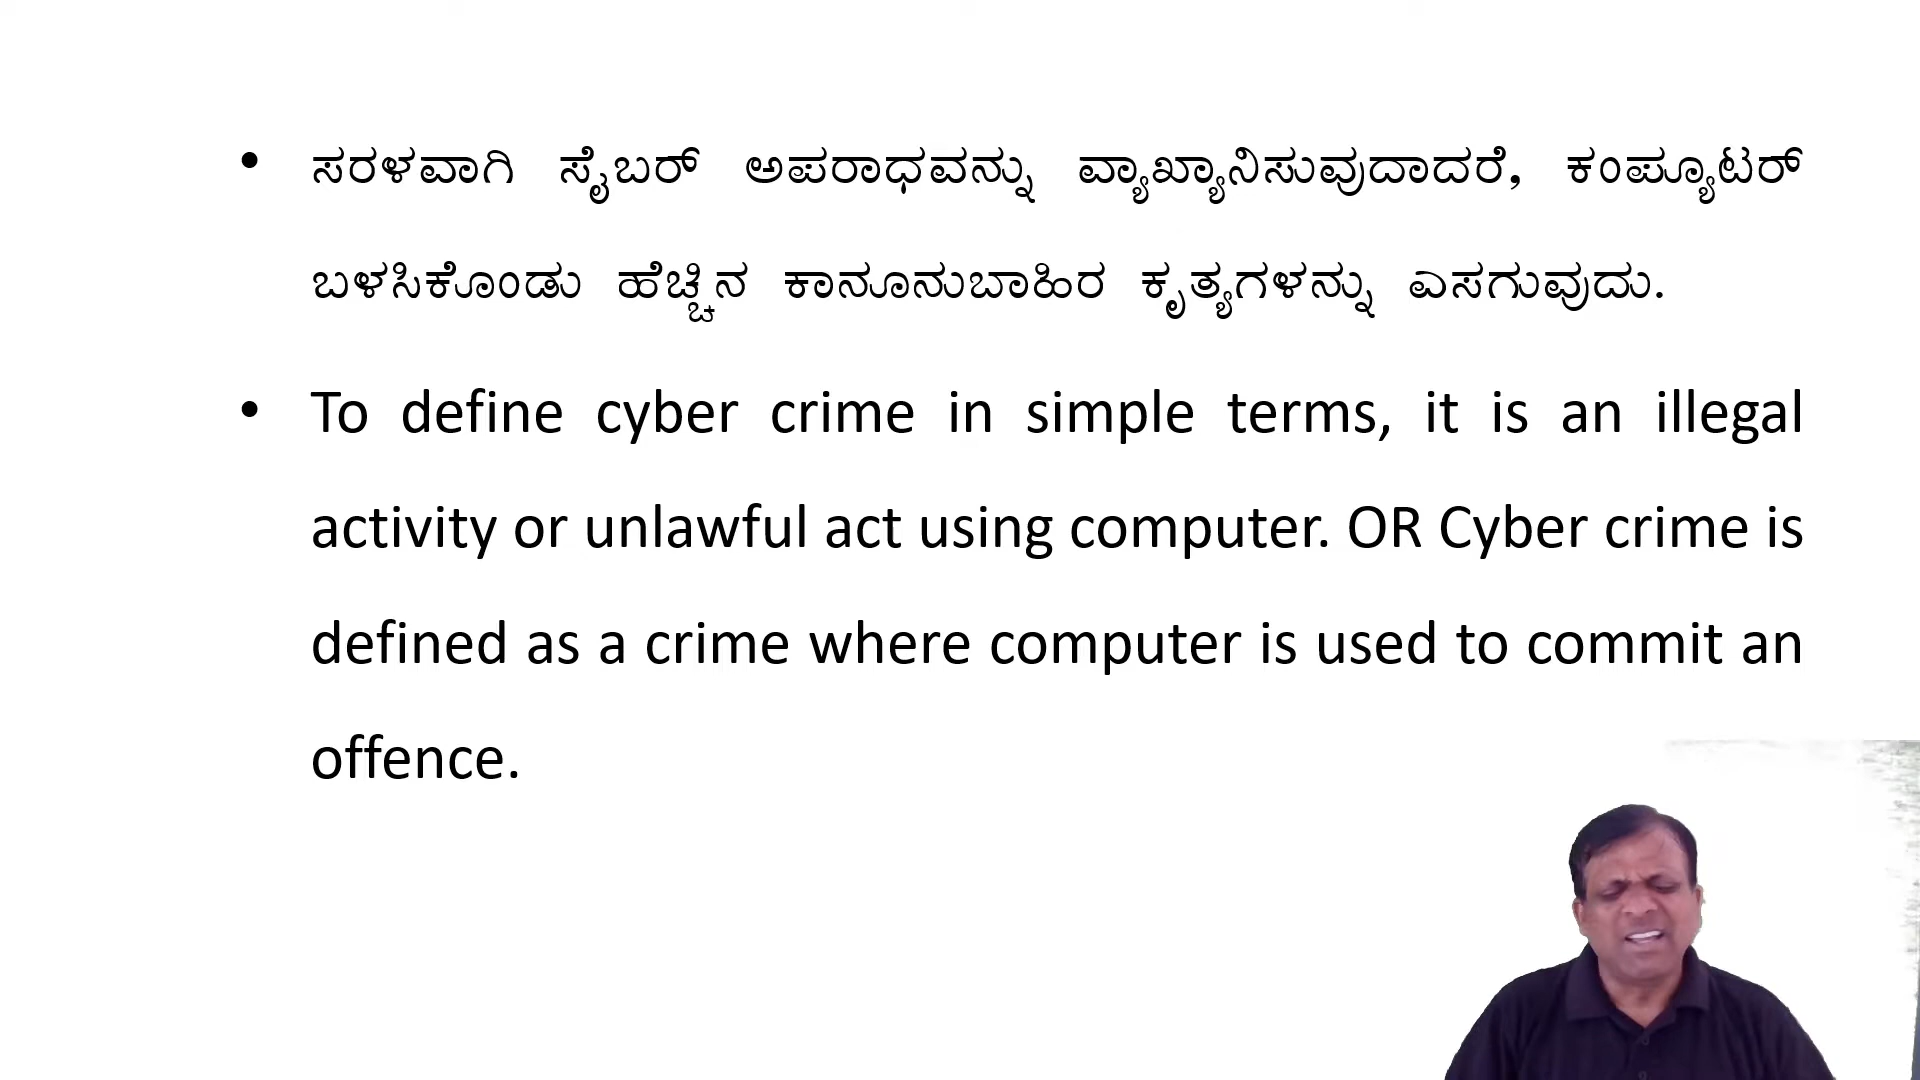 • ಸರಳವಾಗಿ ಸೈಬರ್ ಅಪರಾಧವನ್ನು ವ್ಯಾಖ್ಯಾನಿಸುವುದಾದರೆ, ಕಂಪ್ಯೂಟರ್
ಬಳಸಿಕೊಂಡು ಹೆಚ್ಚಿನ ಕಾನೂನುಬಾಹಿರ ಕೃತ್ಯಗಳನ್ನು ಎಸಗುವುದು.
• To define cyber crime in simple terms, it is an illegal
activity or unlawful act using computer. OR Cyber crime is
defined as a crime where computer is used to commit an
offence.